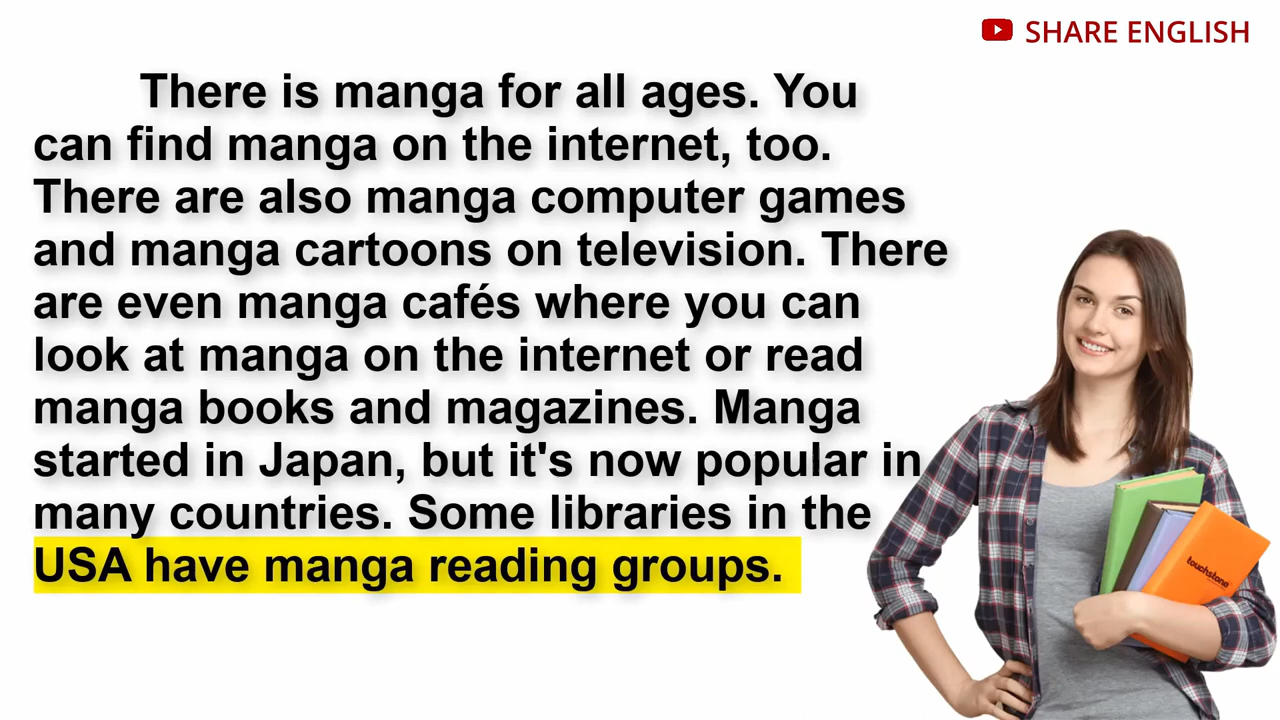 SHARE ENGLISH
There is manga for all ages. You
can find manga on the internet, too.
There are also manga computer games
and manga cartoons on television. There
are even manga cafés where you can
look at manga on the internet or read
manga books and magazines. Manga
started in Japan, but it's now popular in
many countries. Some libraries in the
USA have manga reading groups.
touchstone